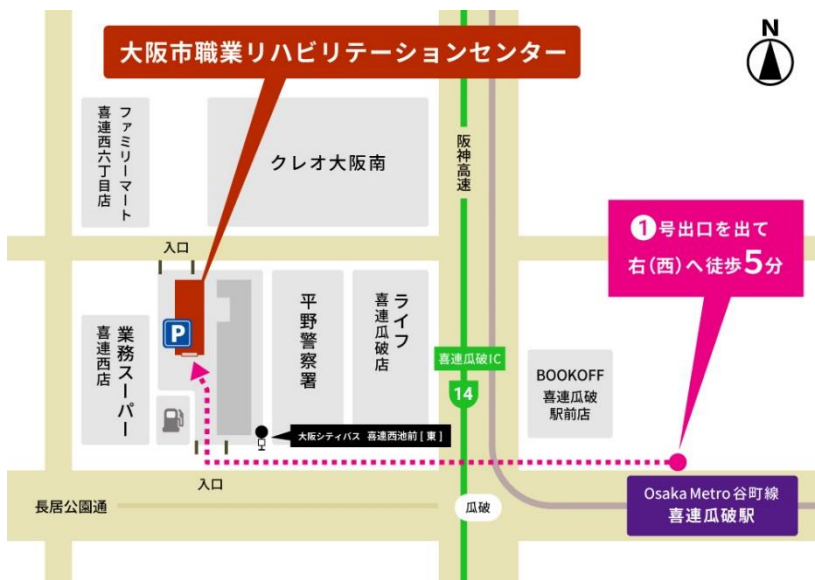 N
大阪市職業リハビリテーションセンター
ファミリーマート
喜連西六丁目店
クレオ大阪南
阪神高速
1号出口を出て
右(西)へ徒歩5分
入口
P
業務スーパー
喜連西店
平野警察署
ライフ
喜連瓜破店
喜連瓜破IC
14
BOOKOFF
喜連瓜破
駅前店
大阪シティバス 喜連西池前[東]
入口
長居公園通
瓜破
Osaka Metro 谷町線
喜連瓜破駅